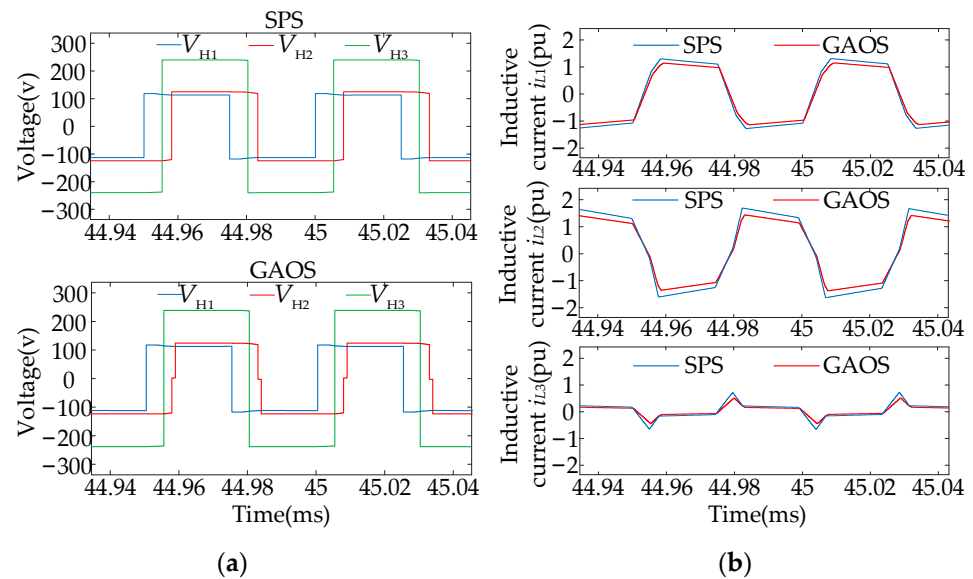 SPS
V_H1 V_H2 V_H3
Voltage(v)
300
200
100
0
−100
−200
−300
44.94 44.96 44.98 45 45.02 45.04
GAOS
V_H1 V_H2 V_H3
Voltage(v)
300
200
100
0
−100
−200
−300
44.94 44.96 44.98 45 45.02 45.04
Time(ms)
(a)
SPS GAOS
Inductive
current i_L1(pu)
2
1
0
−1
−2
44.94 44.96 44.98 45 45.02 45.04
SPS GAOS
Inductive
current i_L2(pu)
2
1
0
−1
−2
44.94 44.96 44.98 45 45.02 45.04
SPS GAOS
Inductive
current i_L3(pu)
2
1
0
−1
−2
44.94 44.96 44.98 45 45.02 45.04
Time(ms)
(b)